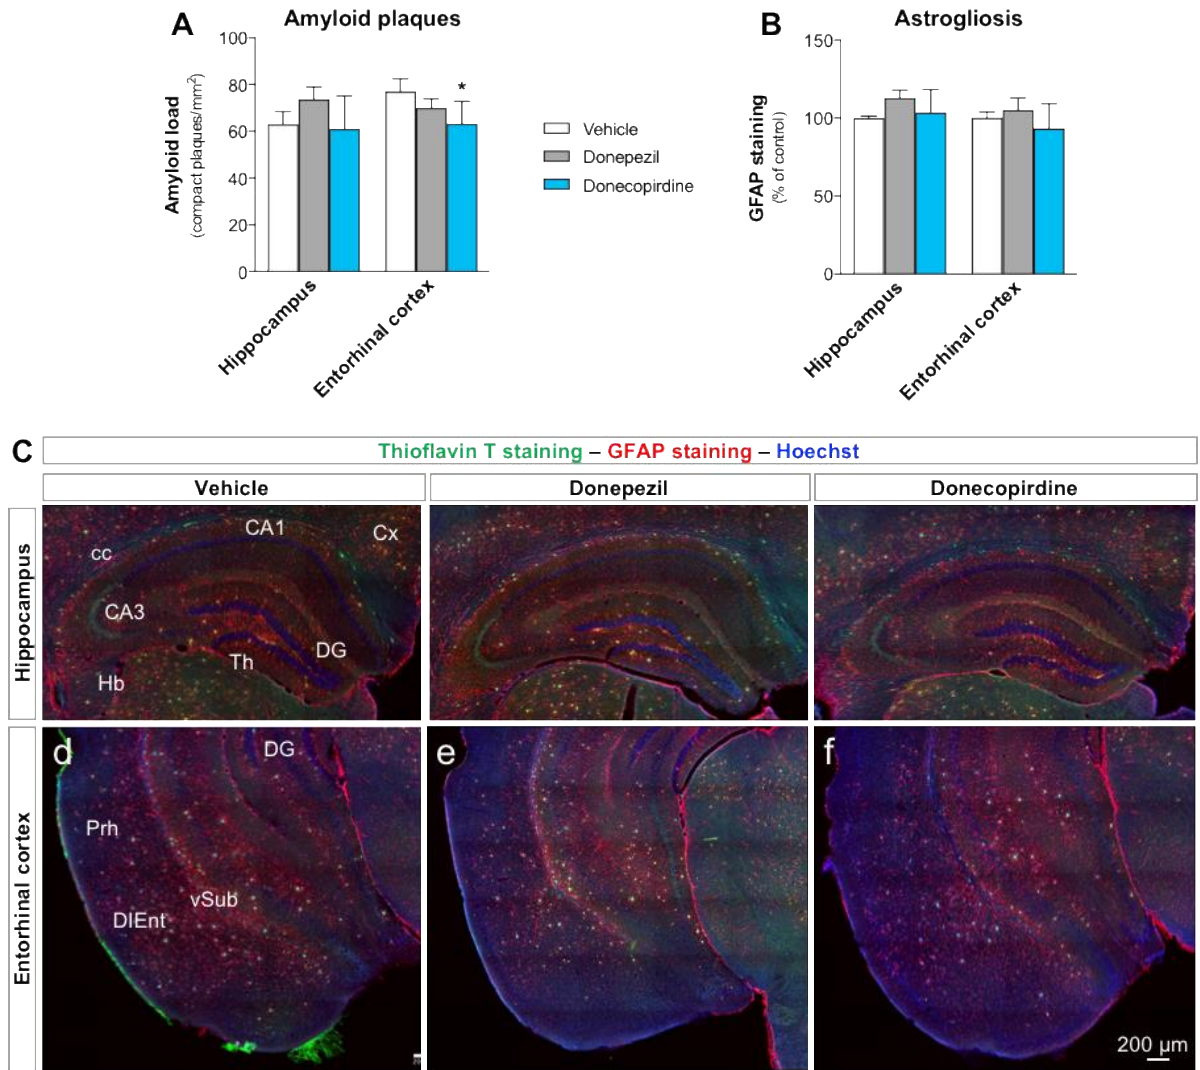 A
Amyloid plaques
Amyloid load
(compact plaques/mm²)
100
80
60
40
20
0
*
Hippocampus
Entorhinal cortex
Vehicle
Donepezil
Donecopirdine
B
Astrogliosis
GFAP staining
(% of control)
150
100
50
0
Hippocampus
Entorhinal cortex
C
Thioflavin T staining – GFAP staining – Hoechst
Vehicle
Donepezil
Donecopirdine
Hippocampus
CA1
Cx
cc
CA3
DG
Th
Hb
Entorhinal cortex
d
DG
Prh
vSub
DlEnt
e
f
200 µm